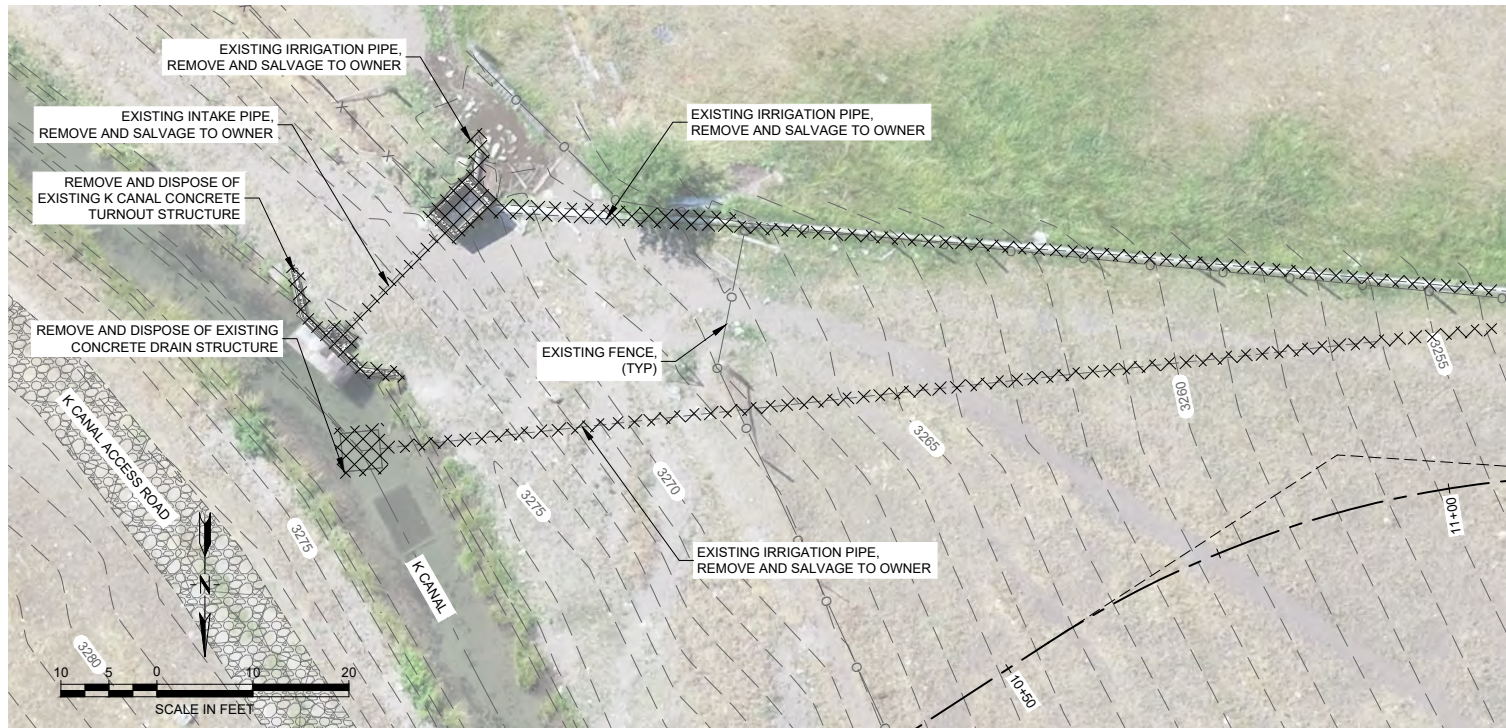 EXISTING IRRIGATION PIPE,
REMOVE AND SALVAGE TO OWNER
EXISTING INTAKE PIPE,
REMOVE AND SALVAGE TO OWNER
EXISTING IRRIGATION PIPE,
REMOVE AND SALVAGE TO OWNER
REMOVE AND DISPOSE OF
EXISTING K CANAL CONCRETE
TURNOUT STRUCTURE
REMOVE AND DISPOSE OF EXISTING
CONCRETE DRAIN STRUCTURE
EXISTING FENCE,
(TYP)
3255
3260
3265
3270
3275
K CANAL ACCESS ROAD
3275
11+00
EXISTING IRRIGATION PIPE,
REMOVE AND SALVAGE TO OWNER
K CANAL
N
3280
10+50
10 5 0 10 20
SCALE IN FEET